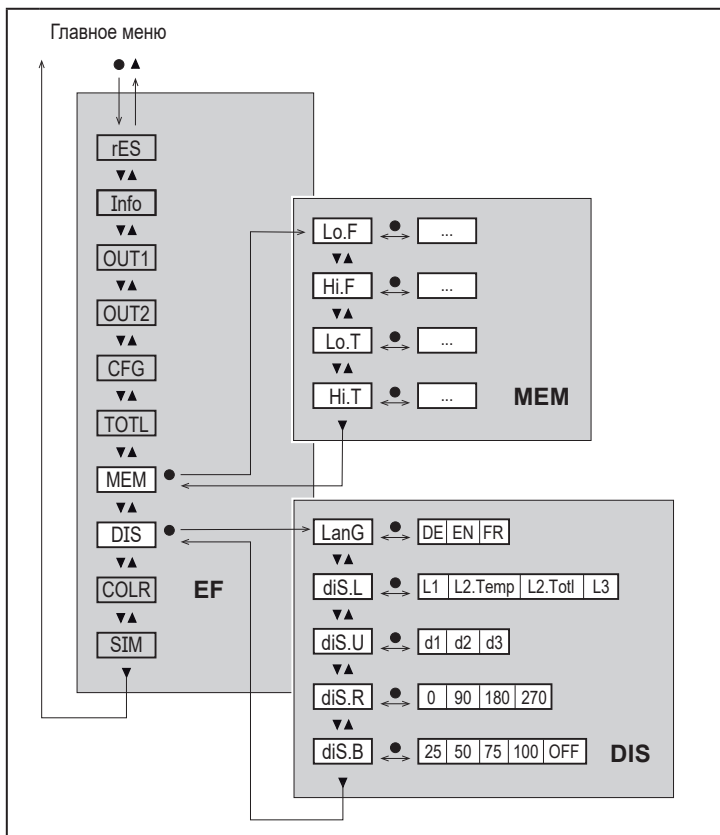 Главное меню
rES
Info
OUT1
OUT2
CFG
TOTL
MEM
DIS
COLR
SIM
EF
Lo.F ...
Hi.F ...
Lo.T ...
Hi.T ...
MEM
LanG DE EN FR
diS.L L1 L2.Temp L2.Totl L3
diS.U d1 d2 d3
diS.R 0 90 180 270
diS.B 25 50 75 100 OFF
DIS